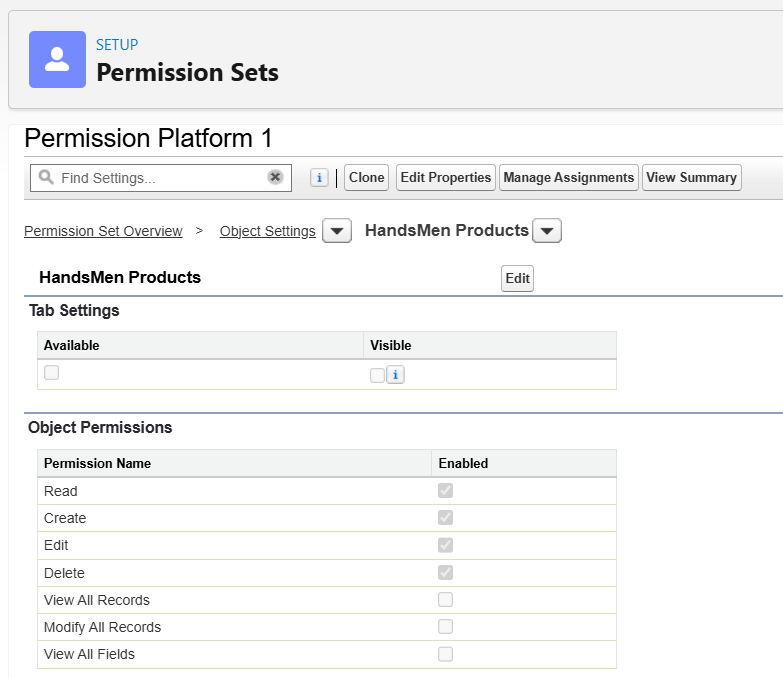 SETUP
Permission Sets
Permission Platform 1
Find Settings...
i
Clone
Edit Properties
Manage Assignments
View Summary
Permission Set Overview > Object Settings HandsMen Products
HandsMen Products
Edit
Tab Settings
Available Visible
i
Object Permissions
Permission Name Enabled
Read
Create
Edit
Delete
View All Records
Modify All Records
View All Fields